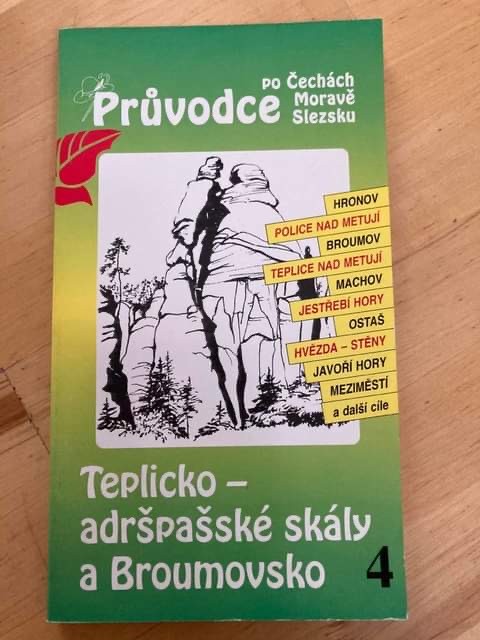 Průvodce
po Čechách
Moravě
Slezsku
HRONOV
POLICE NAD METUJÍ
BROUMOV
TEPLICE NAD METUJÍ
MACHOV
JESTŘEBÍ HORY
OSTAŠ
HVĚZDA – STĚNY
JAVOŘÍ HORY
MEZIMĚSTÍ
a další cíle
Teplicko –
adršpašské skály
a Broumovsko
4